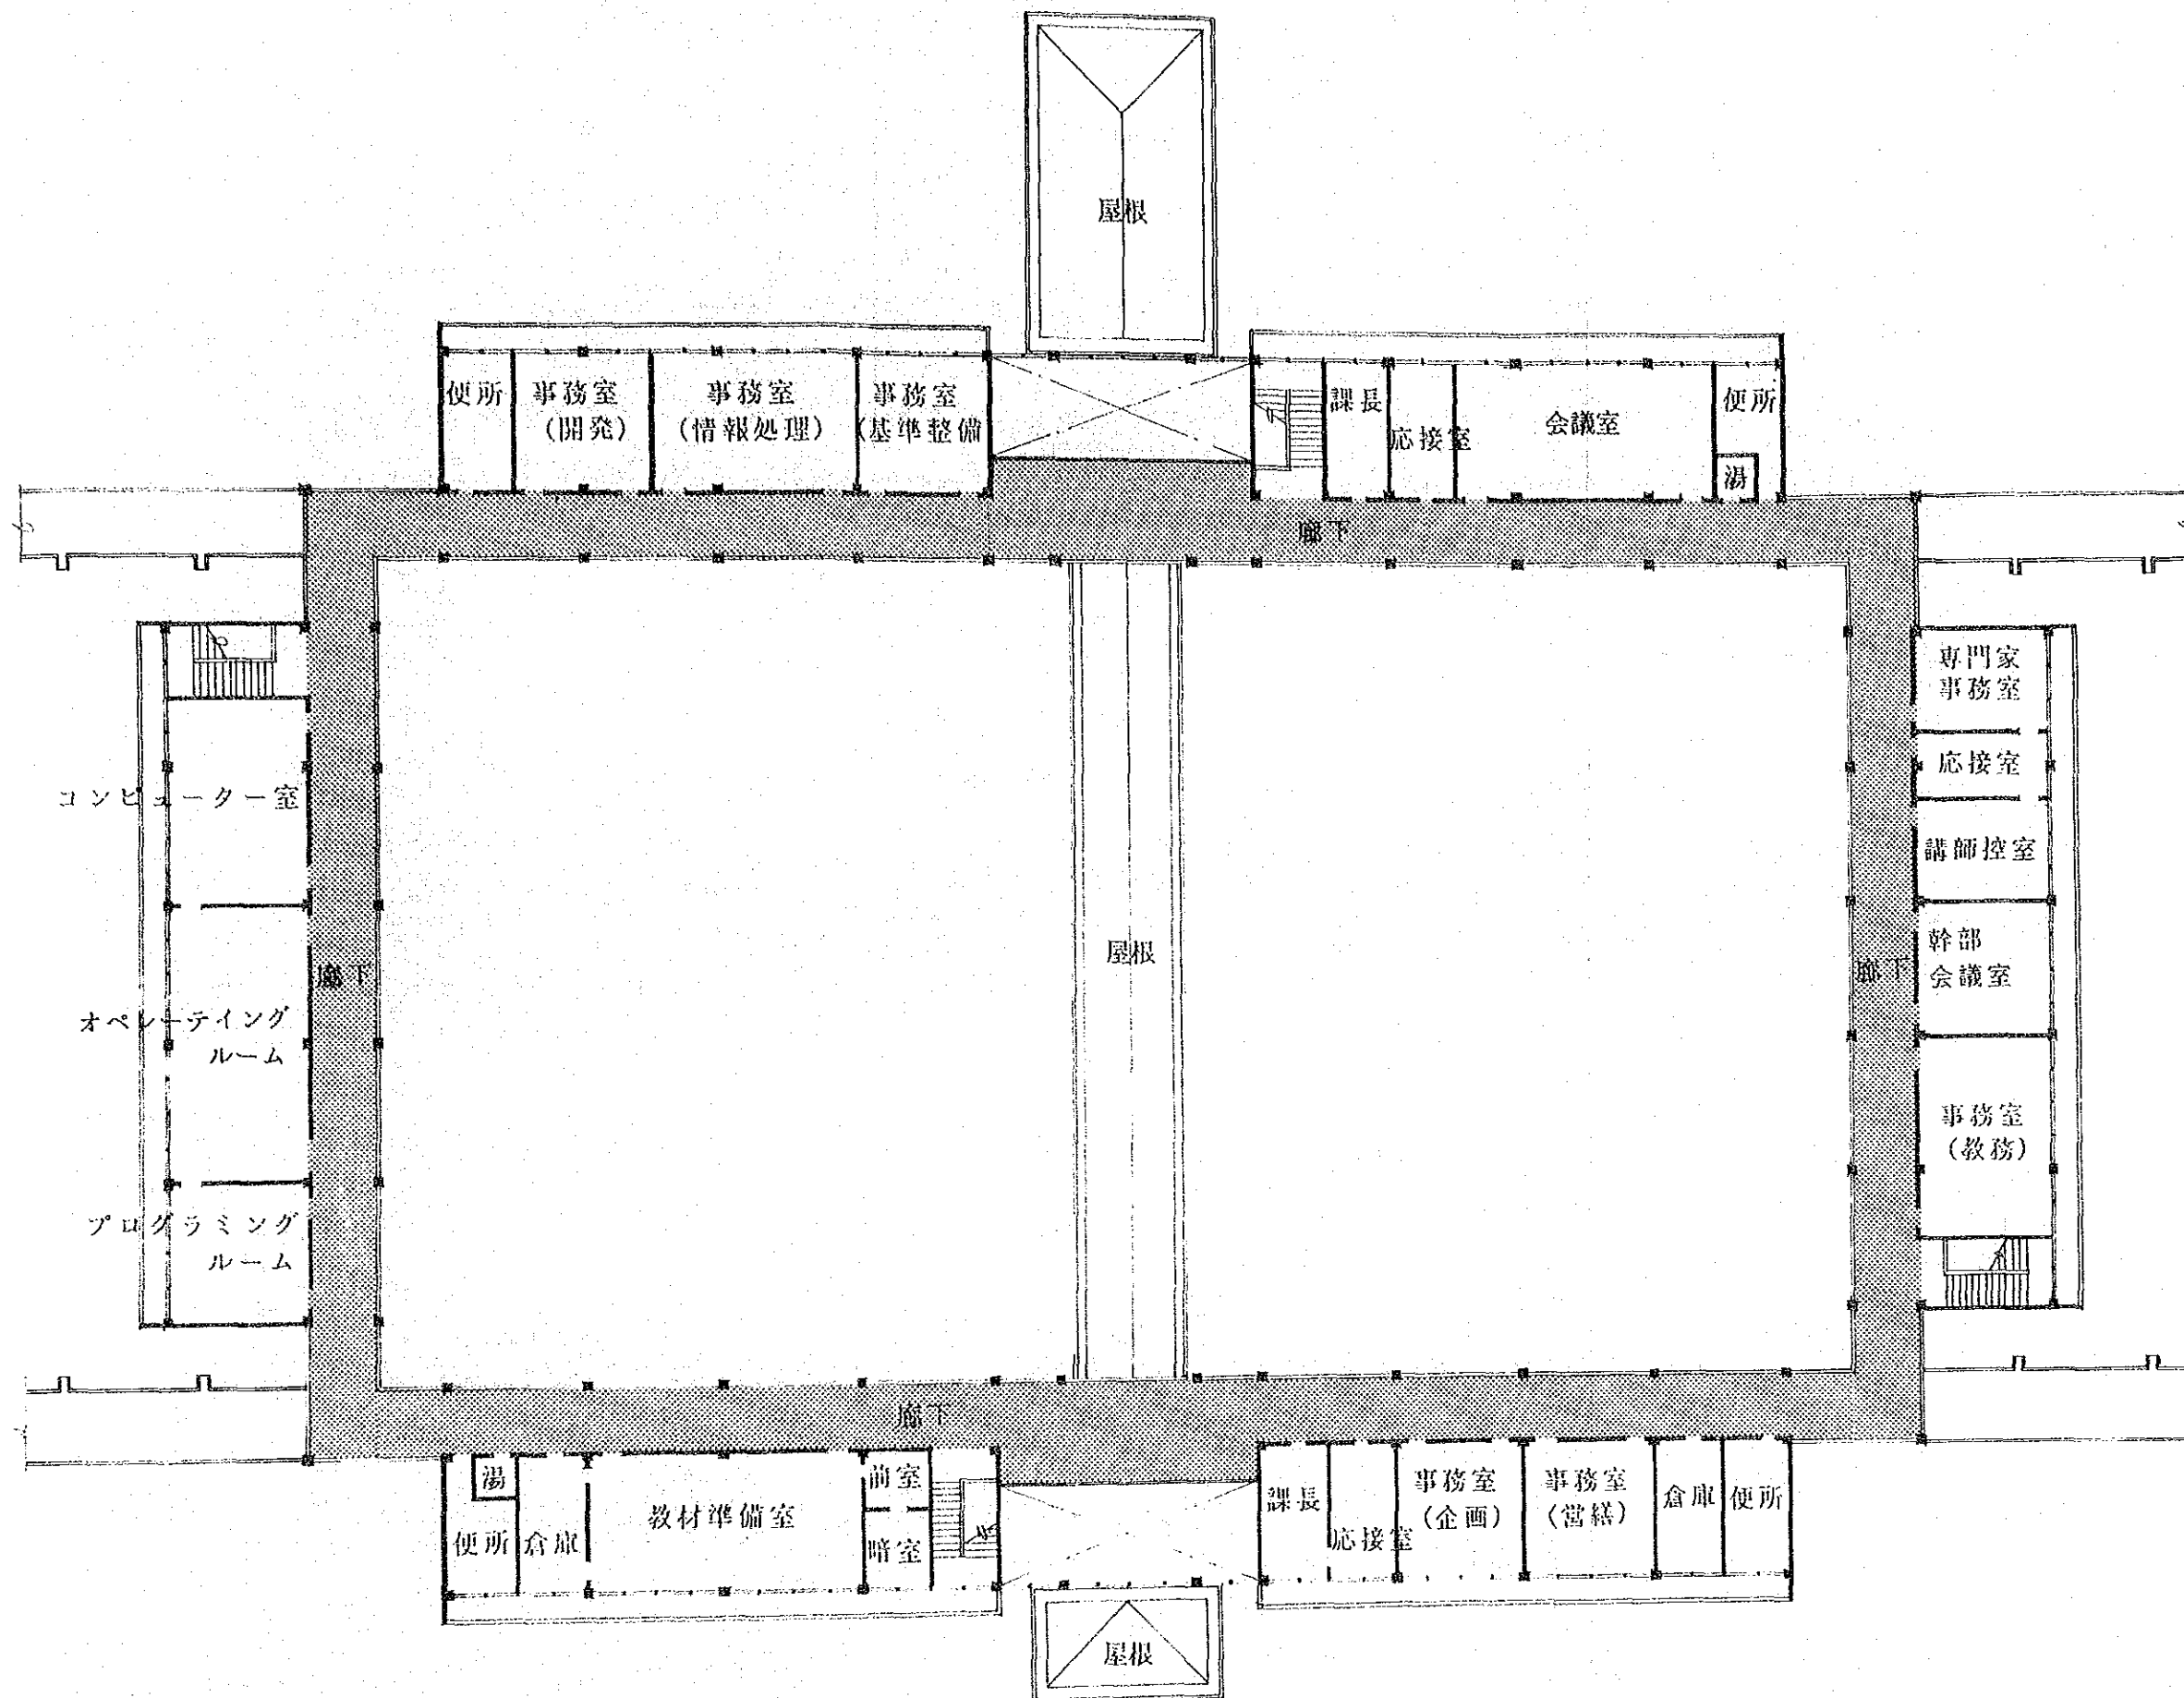 屋根
便所
事務室
(開発)
事務室
(情報処理)
事務室
(基準整備
課長
応接室
会議室
便所
湯
廊下
専門家
事務室
応接室
講師控室
幹部
会議室
事務室
(教務)
廊下
コンピューター室
オペレーテイング
ルーム
プログラミング
ルーム
廊下
屋根
廊下
湯
便所
倉庫
教材準備室
前室
暗室
課長
応接室
事務室
(企画)
事務室
(営繕)
倉庫
便所
屋根